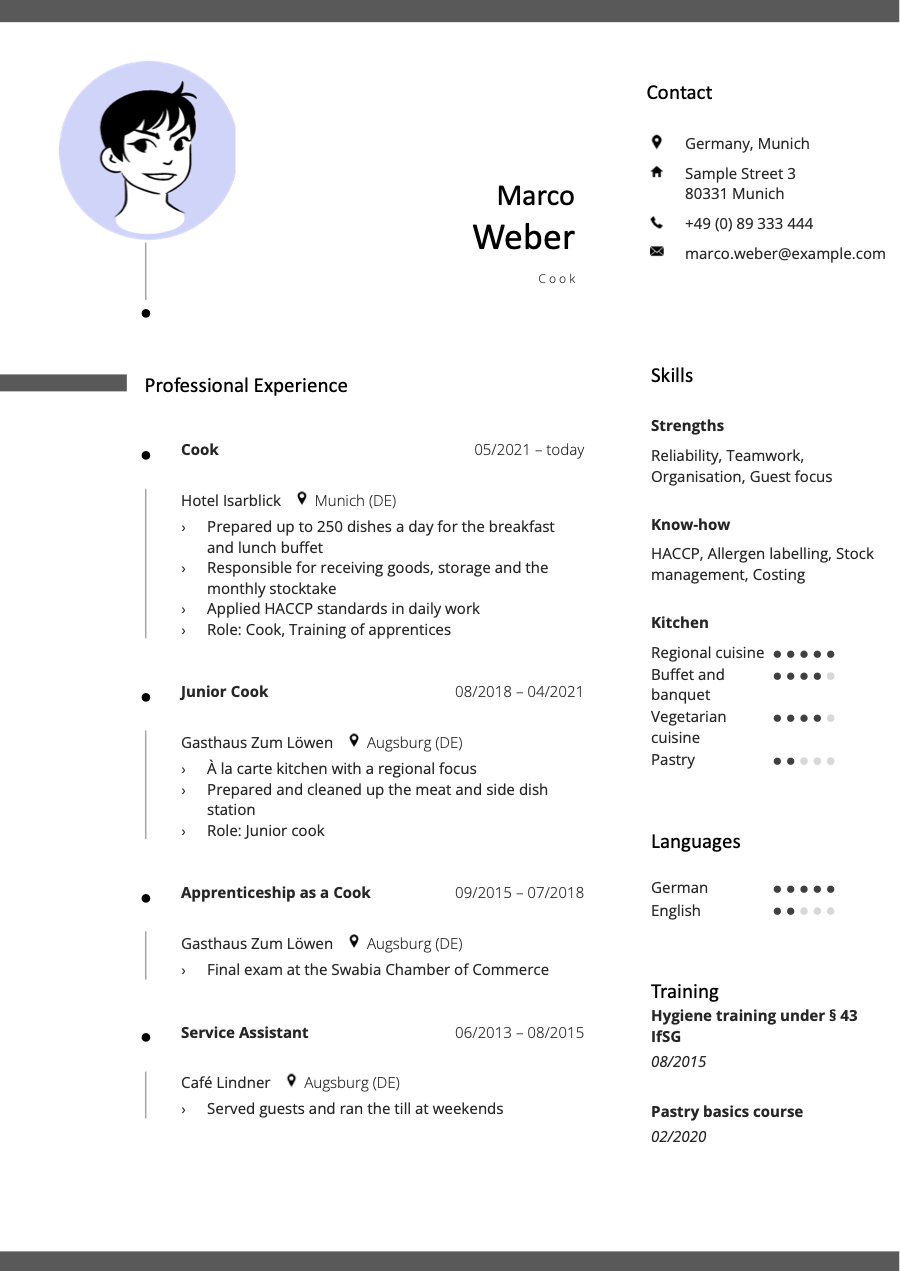 Marco
Weber
Cook
Contact
Germany, Munich
Sample Street 3
80331 Munich
+49 (0) 89 333 444
marco.weber@example.com
Professional Experience
Cook 05/2021 – today
Hotel Isarblick Munich (DE)
› Prepared up to 250 dishes a day for the breakfast
and lunch buffet
› Responsible for receiving goods, storage and the
monthly stocktake
› Applied HACCP standards in daily work
› Role: Cook, Training of apprentices
Junior Cook 08/2018 – 04/2021
Gasthaus Zum Löwen Augsburg (DE)
› À la carte kitchen with a regional focus
› Prepared and cleaned up the meat and side dish
station
› Role: Junior cook
Apprenticeship as a Cook 09/2015 – 07/2018
Gasthaus Zum Löwen Augsburg (DE)
› Final exam at the Swabia Chamber of Commerce
Service Assistant 06/2013 – 08/2015
Café Lindner Augsburg (DE)
› Served guests and ran the till at weekends
Skills
Strengths
Reliability, Teamwork,
Organisation, Guest focus
Know-how
HACCP, Allergen labelling, Stock
management, Costing
Kitchen
Regional cuisine
Buffet and
banquet
Vegetarian
cuisine
Pastry
Languages
German
English
Training
Hygiene training under § 43
IfSG
08/2015
Pastry basics course
02/2020